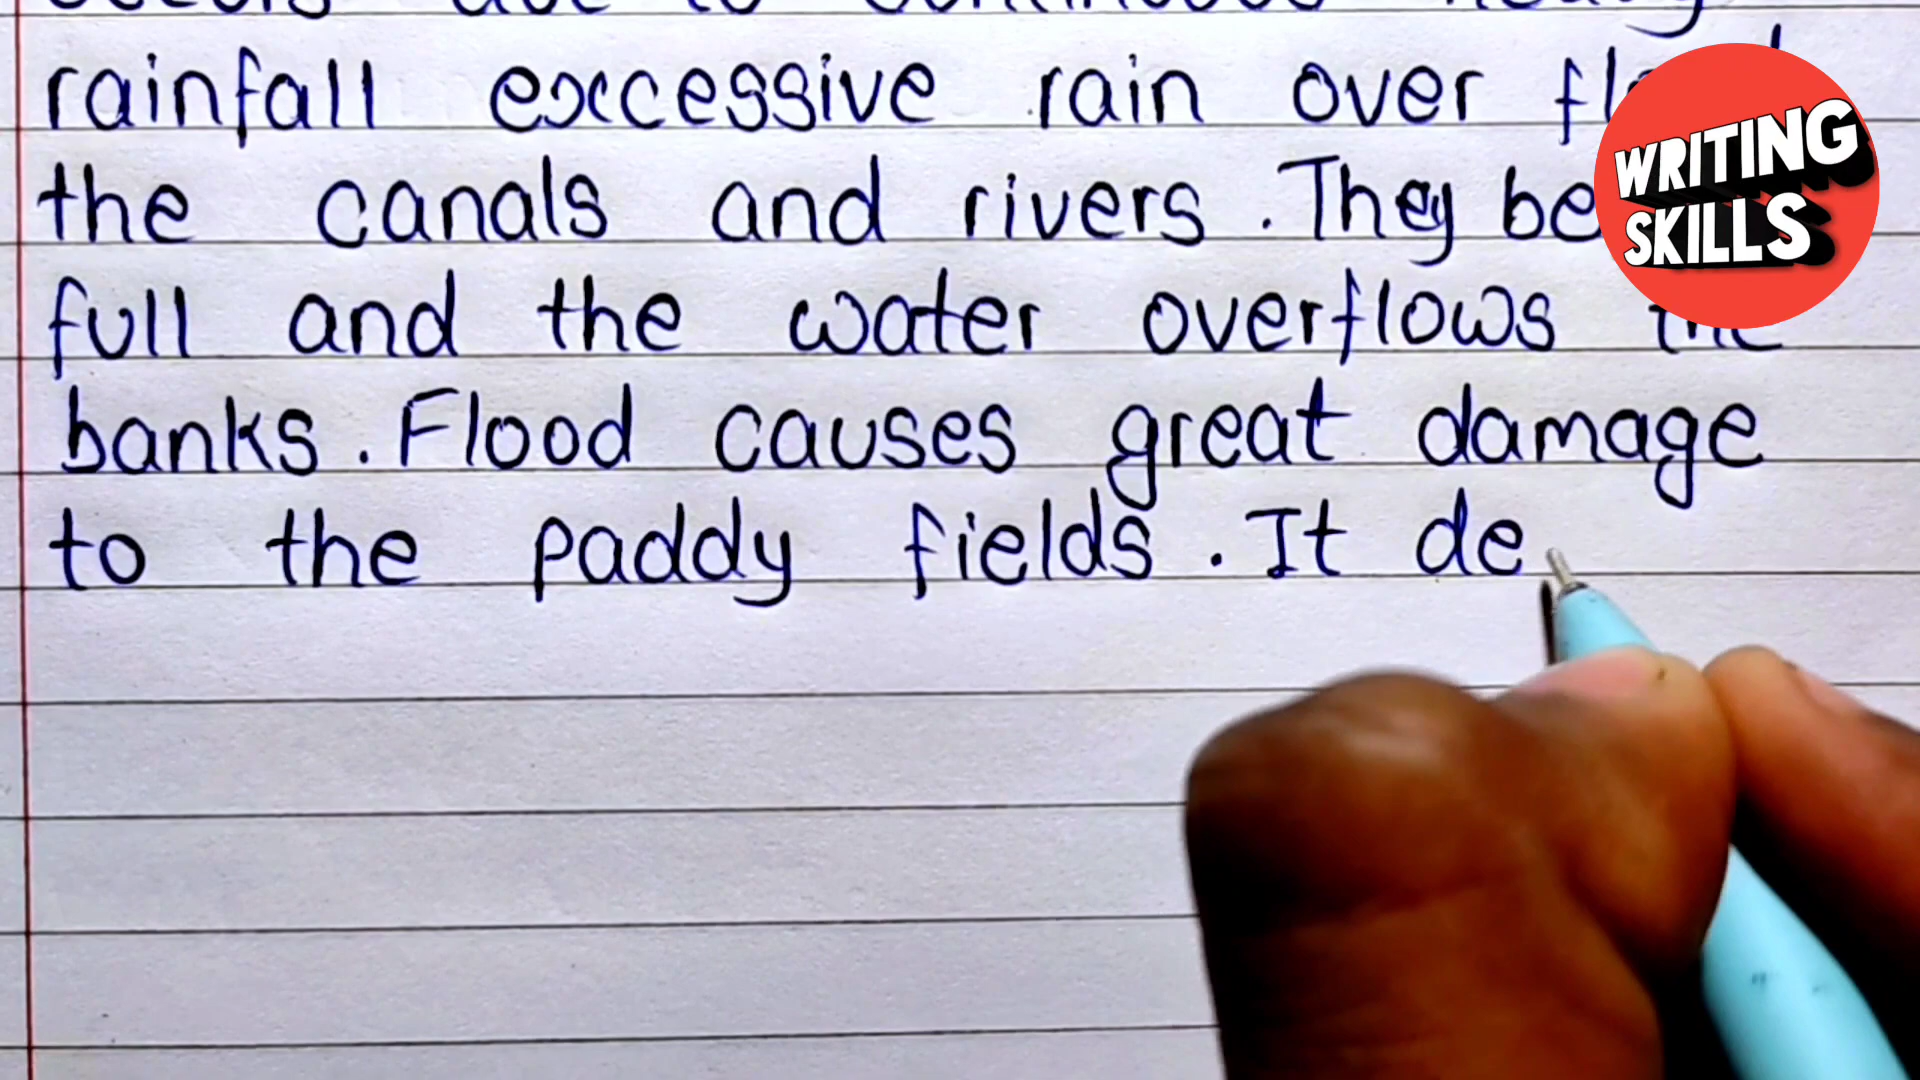 rainfall excessive rain over
the canals and rivers. They
full and the water overflows the
banks. Flood causes great damage
to the paddy fields. It de
WRITING
SKILLS